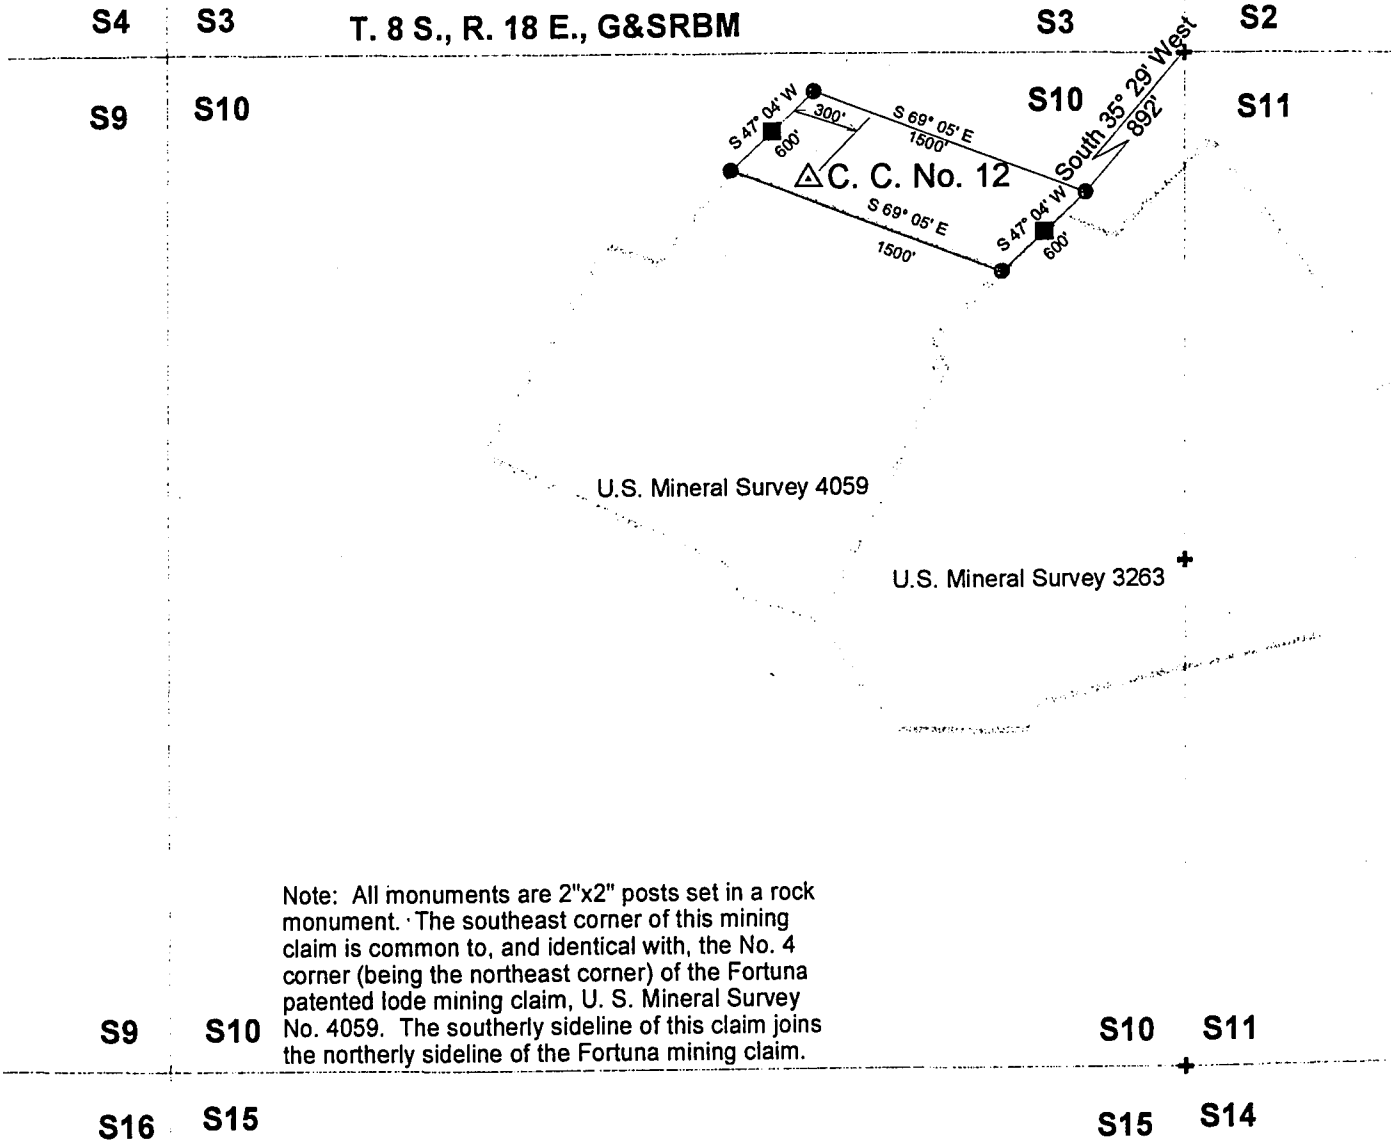 S4 S3 T. 8 S., R. 18 E., G&SRBM S3 S2
S9 S10 S10 S11
South 35° 29' West
892'
S 47° 04' W
600'
300'
S 69° 05' E
1500'
C. C. No. 12
S 69° 05' E
1500'
S 47° 04' W
600'
U.S. Mineral Survey 4059
U.S. Mineral Survey 3263
Note: All monuments are 2"x2" posts set in a rock
monument. The southeast corner of this mining
claim is common to, and identical with, the No. 4
corner (being the northeast corner) of the Fortuna
patented lode mining claim, U. S. Mineral Survey
No. 4059. The southerly sideline of this claim joins
the northerly sideline of the Fortuna mining claim.
S9 S10 S10 S11
S16 S15 S15 S14